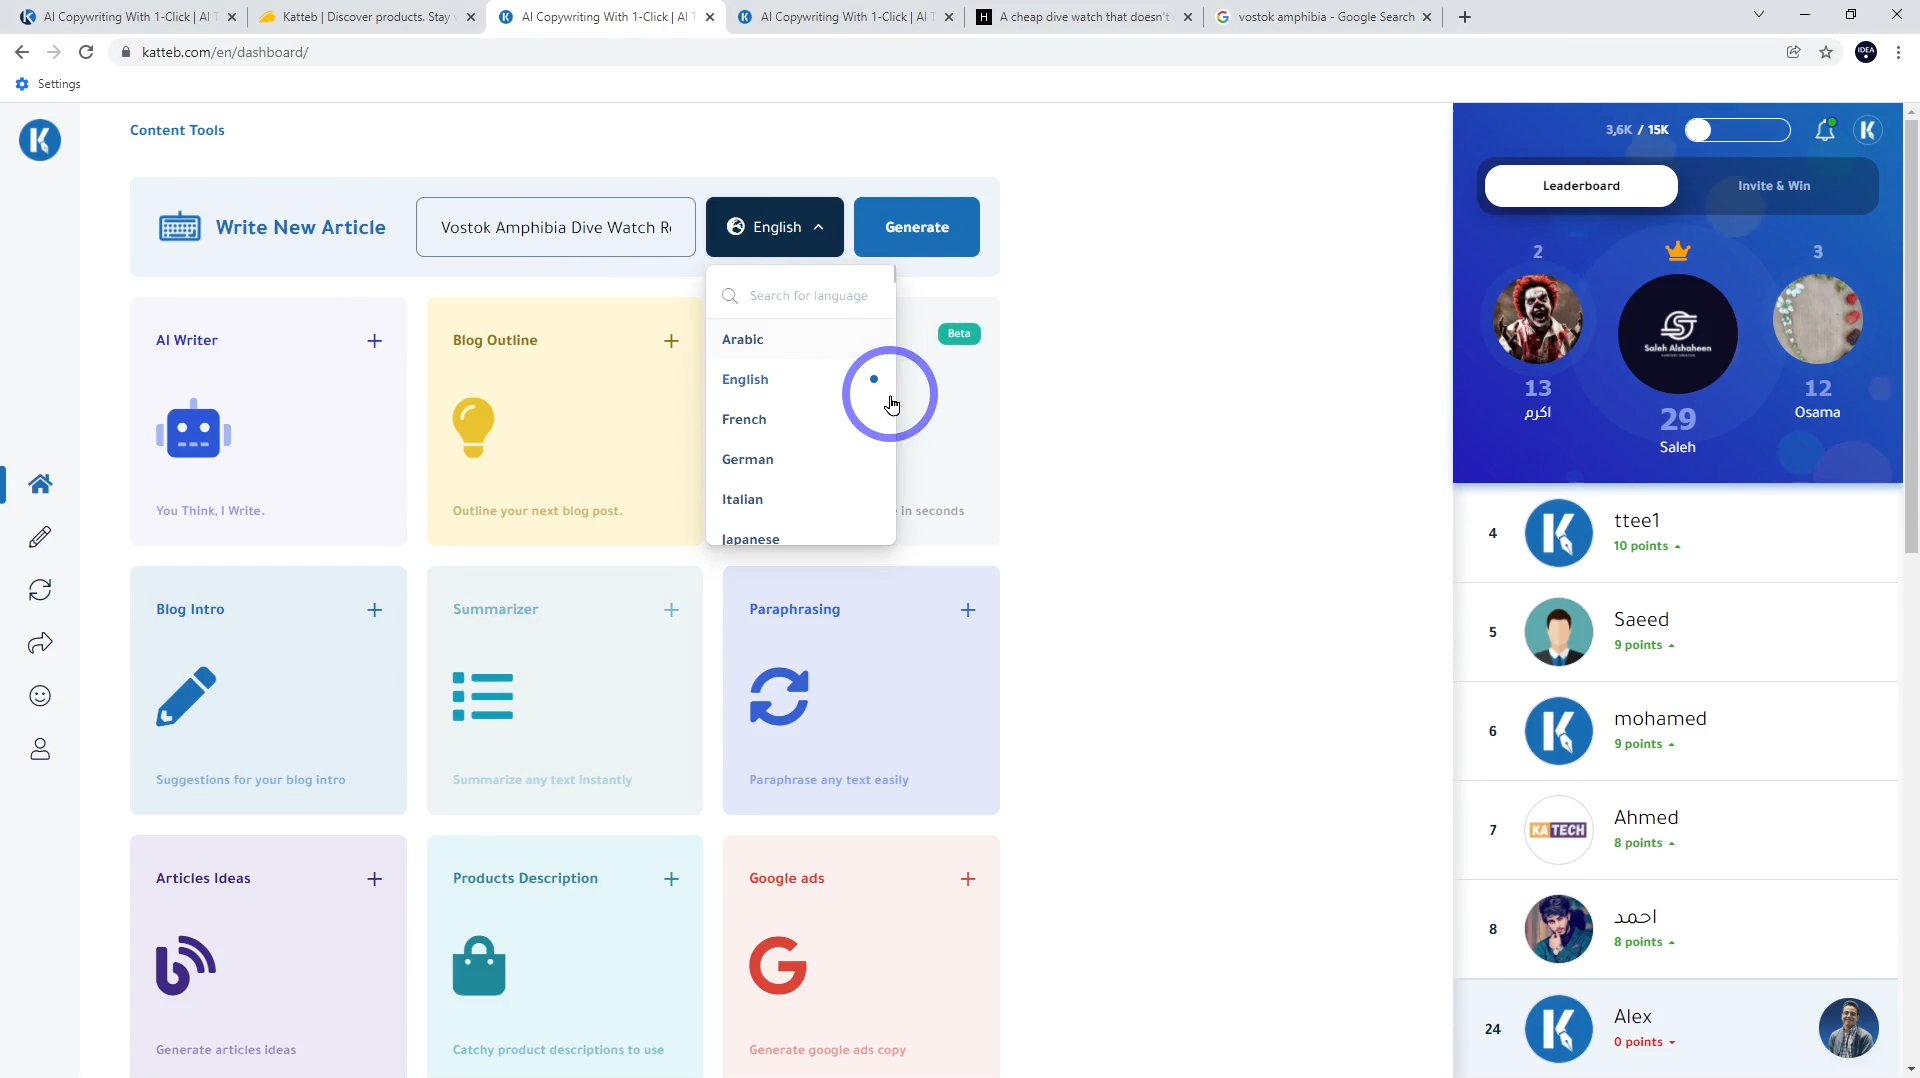 AI Copywriting With 1-Click | AI T
Katteb | Discover products. Stay
AI Copywriting With 1-Click | AI T
AI Copywriting With 1-Click | AI T
A cheap dive watch that doesn't
vostok amphibia - Google Search
katteb.com/en/dashboard/
IDEA
Settings
Content Tools
Write New Article
Vostok Amphibia Dive Watch R
English
Generate
Search for language
Arabic
English
French
German
Italian
Japanese
AI Writer
You Think, I Write.
Blog Outline
Outline your next blog post.
Beta
in seconds
Blog Intro
Suggestions for your blog intro
Summarizer
Summarize any text instantly
Paraphrasing
Paraphrase any text easily
Articles Ideas
Generate articles ideas
Products Description
Catchy product descriptions to use
Google ads
Generate google ads copy
3,6K / 15K
Leaderboard
Invite & Win
2
3
Saleh Alshaheen
13
اكرم
29
Saleh
12
Osama
4
ttee1
10 points
5
Saeed
9 points
6
mohamed
9 points
7
KATECH
Ahmed
8 points
8
احمد
8 points
24
Alex
0 points